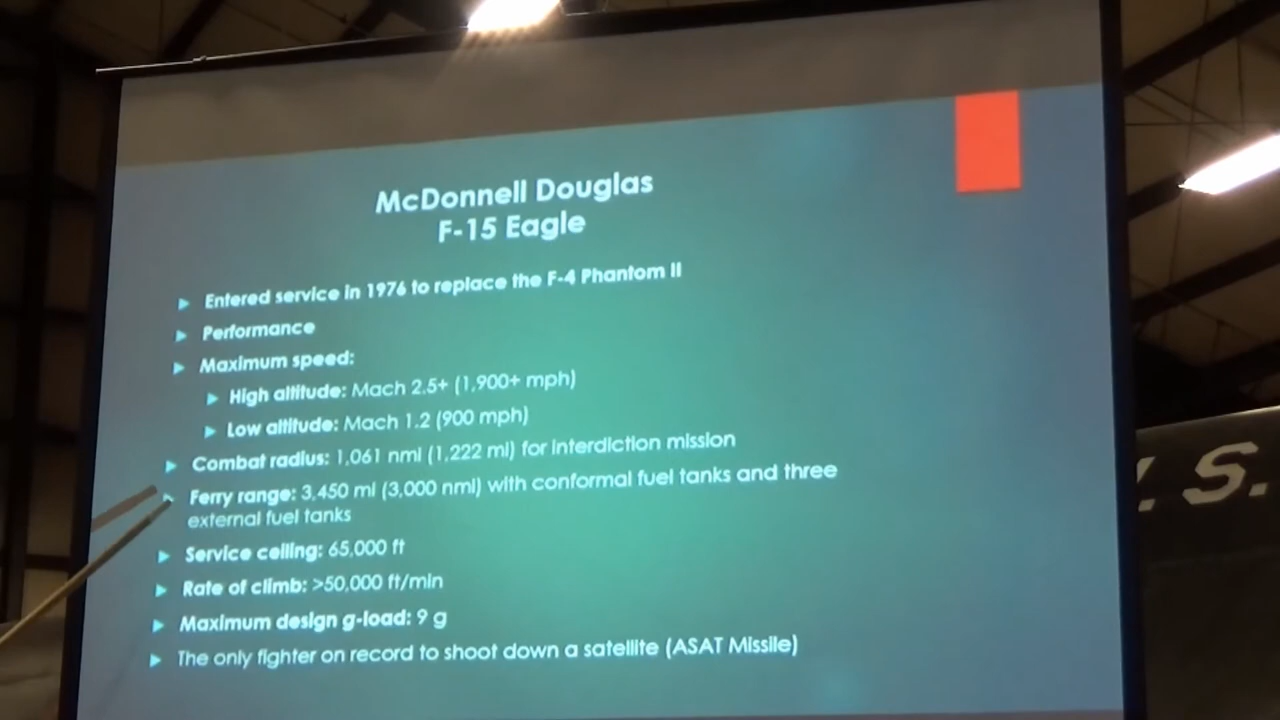 McDonnell Douglas
F-15 Eagle
Entered service in 1976 to replace the F-4 Phantom II
Performance
Maximum speed:
High altitude: Mach 2.5+ (1,900+ mph)
Low altitude: Mach 1.2 (900 mph)
Combat radius: 1,061 nmi (1,222 mi) for interdiction mission
Ferry range: 3,450 mi (3,000 nmi) with conformal fuel tanks and three
external fuel tanks
Service ceiling: 65,000 ft
Rate of climb: >50,000 ft/min
Maximum design g-load: 9 g
The only fighter on record to shoot down a satellite (ASAT Missile)
. S.